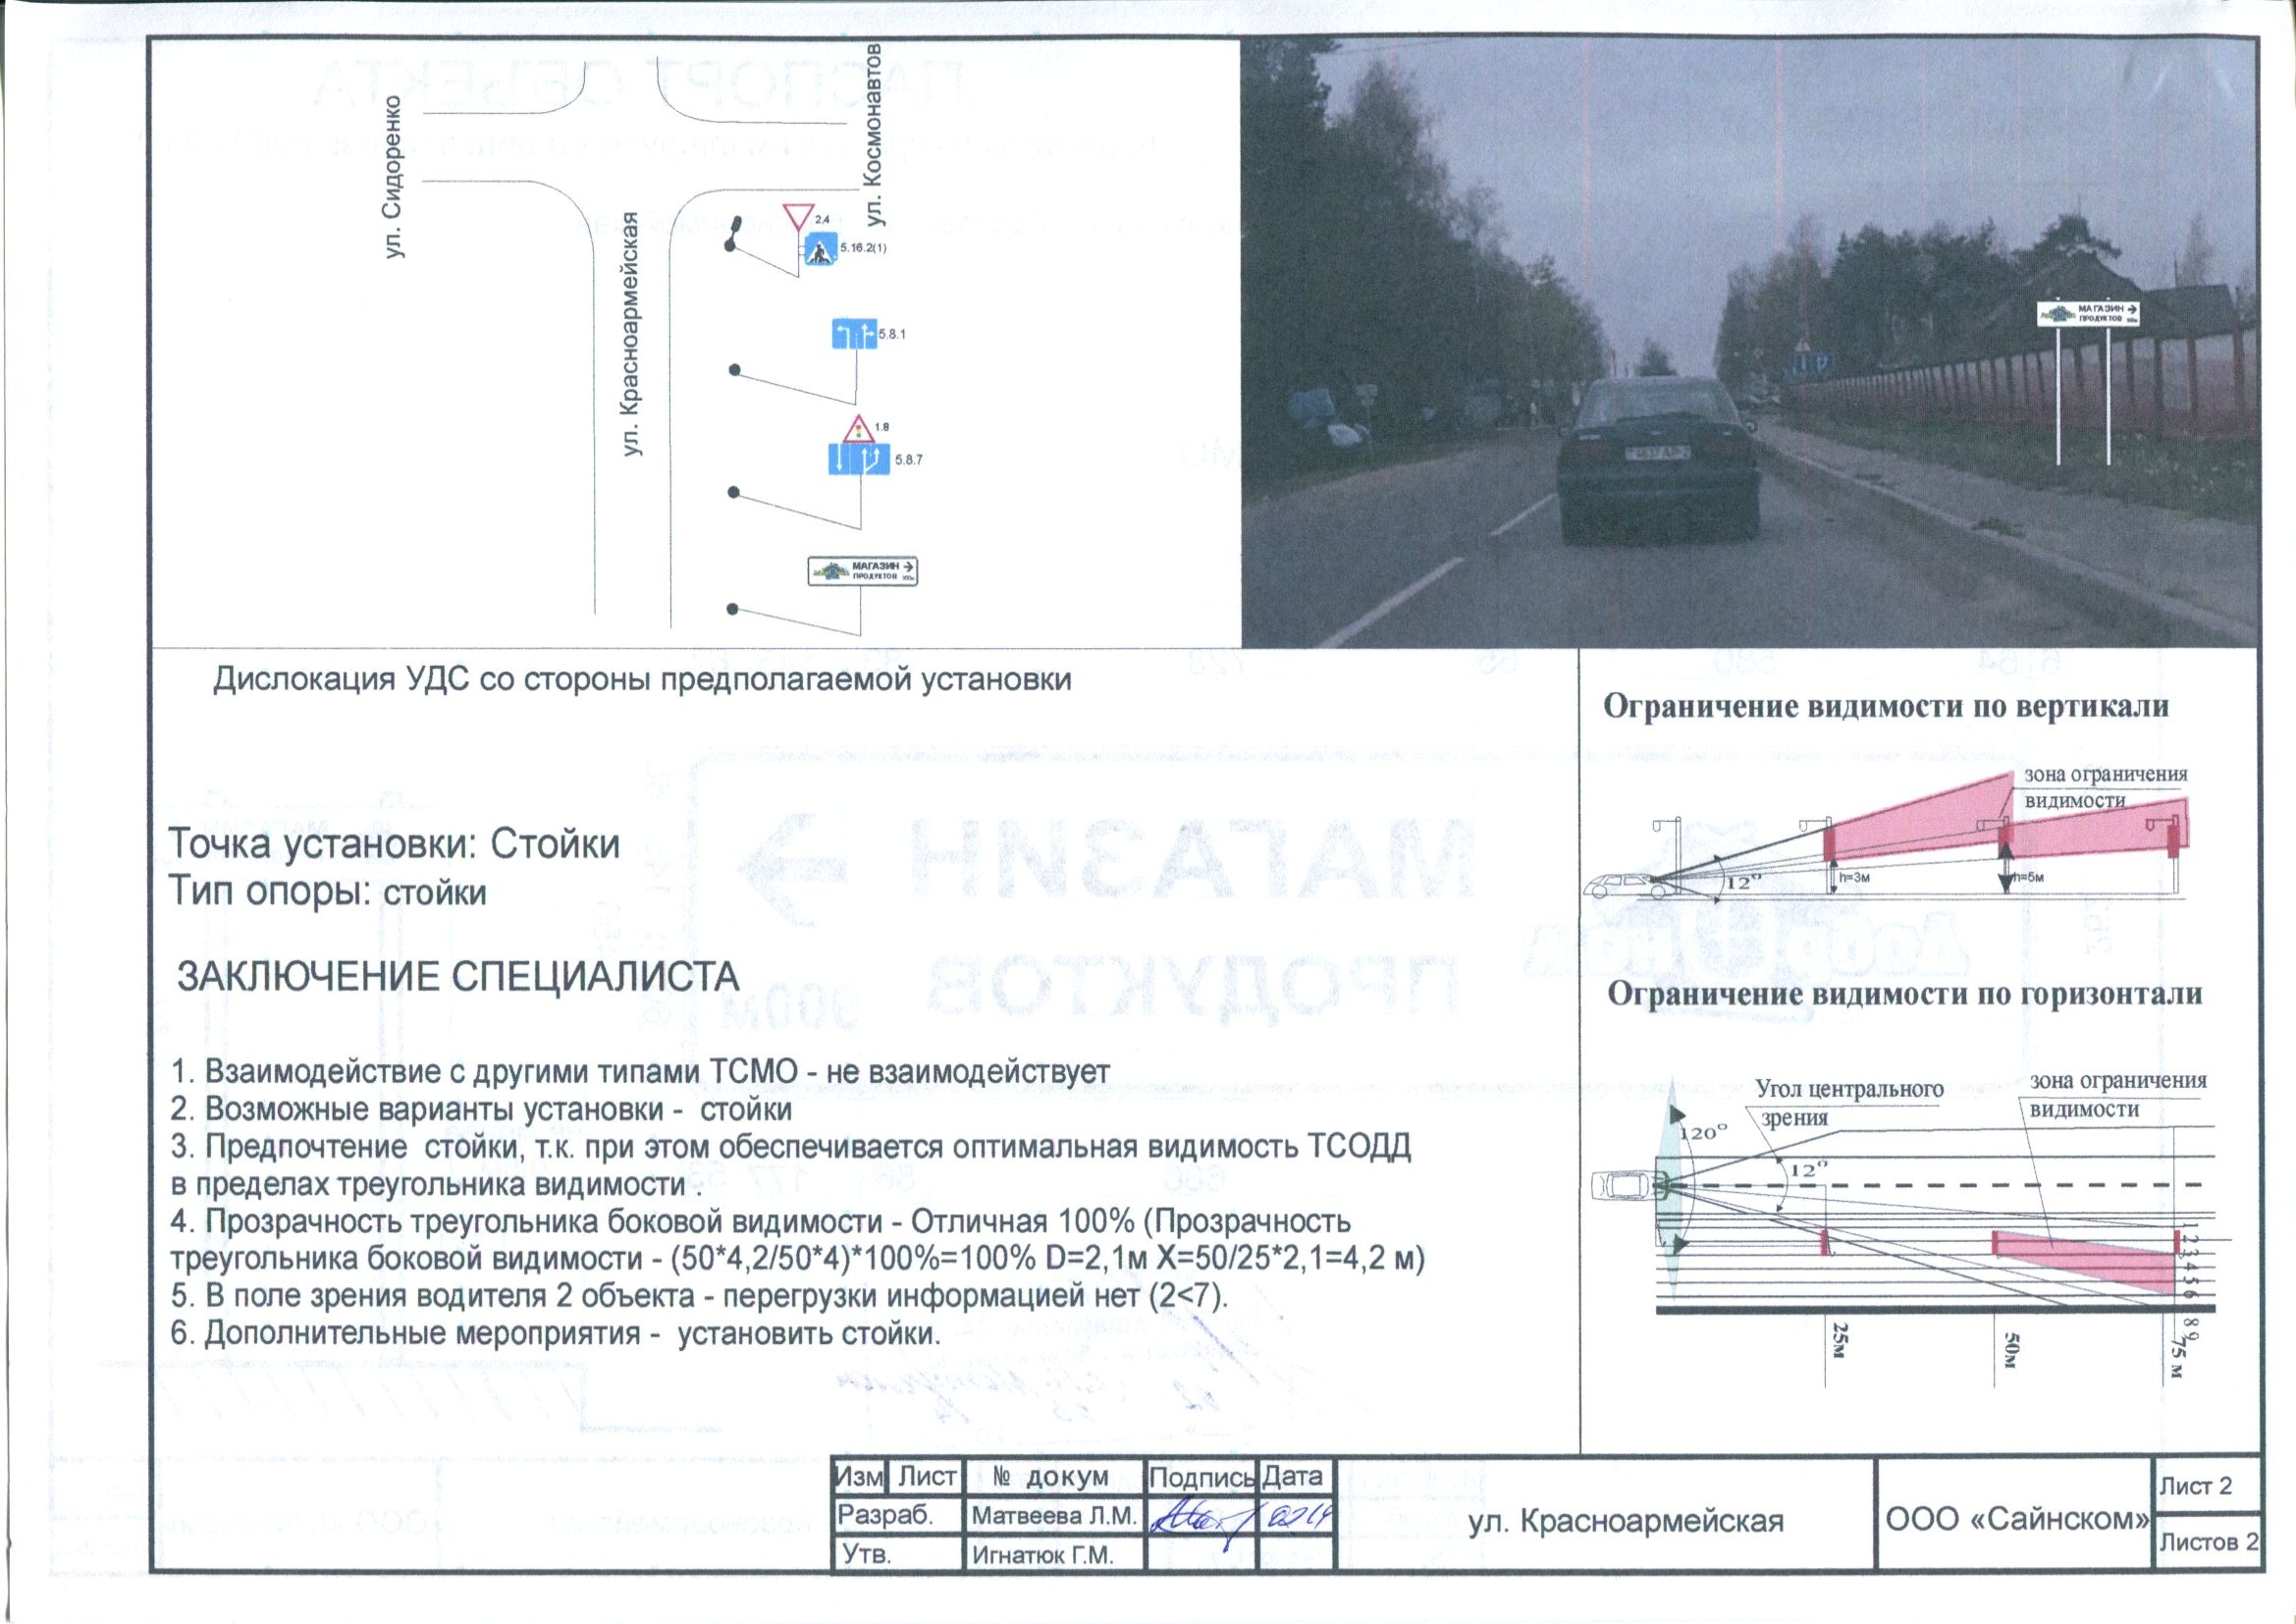 ул. Сидоренко
ул. Космонавтов
ул. Красноармейская
2.4
5.16.2(1)
5.8.1
1.8
5.8.7
МАГАЗИН
ПРОДУКТОВ
МАГАЗИН
ПРОДУКТОВ
Дислокация УДС со стороны предполагаемой установки
Точка установки: Стойки
Тип опоры: стойки
ЗАКЛЮЧЕНИЕ СПЕЦИАЛИСТА
1. Взаимодействие с другими типами ТСМО - не взаимодействует
2. Возможные варианты установки - стойки
3. Предпочтение стойки, т.к. при этом обеспечивается оптимальная видимость ТСОДД
в пределах треугольника видимости .
4. Прозрачность треугольника боковой видимости - Отличная 100% (Прозрачность
треугольника боковой видимости - (50*4,2/50*4)*100%=100% D=2,1м X=50/25*2,1=4,2 м)
5. В поле зрения водителя 2 объекта - перегрузки информацией нет (2<7).
6. Дополнительные мероприятия - установить стойки.
Ограничение видимости по вертикали
зона ограничения
видимости
12°
h=3м
h=5м
Ограничение видимости по горизонтали
Угол центрального
зрения
зона ограничения
видимости
120°
12°
1 2 3 4 5 6 8 9
25м
50м
75 м
Изм Лист № докум Подпись Дата
Разраб. Матвеева Л.М.
Утв. Игнатюк Г.М.
ул. Красноармейская
ООО «Сайнском»
Лист 2
Листов 2